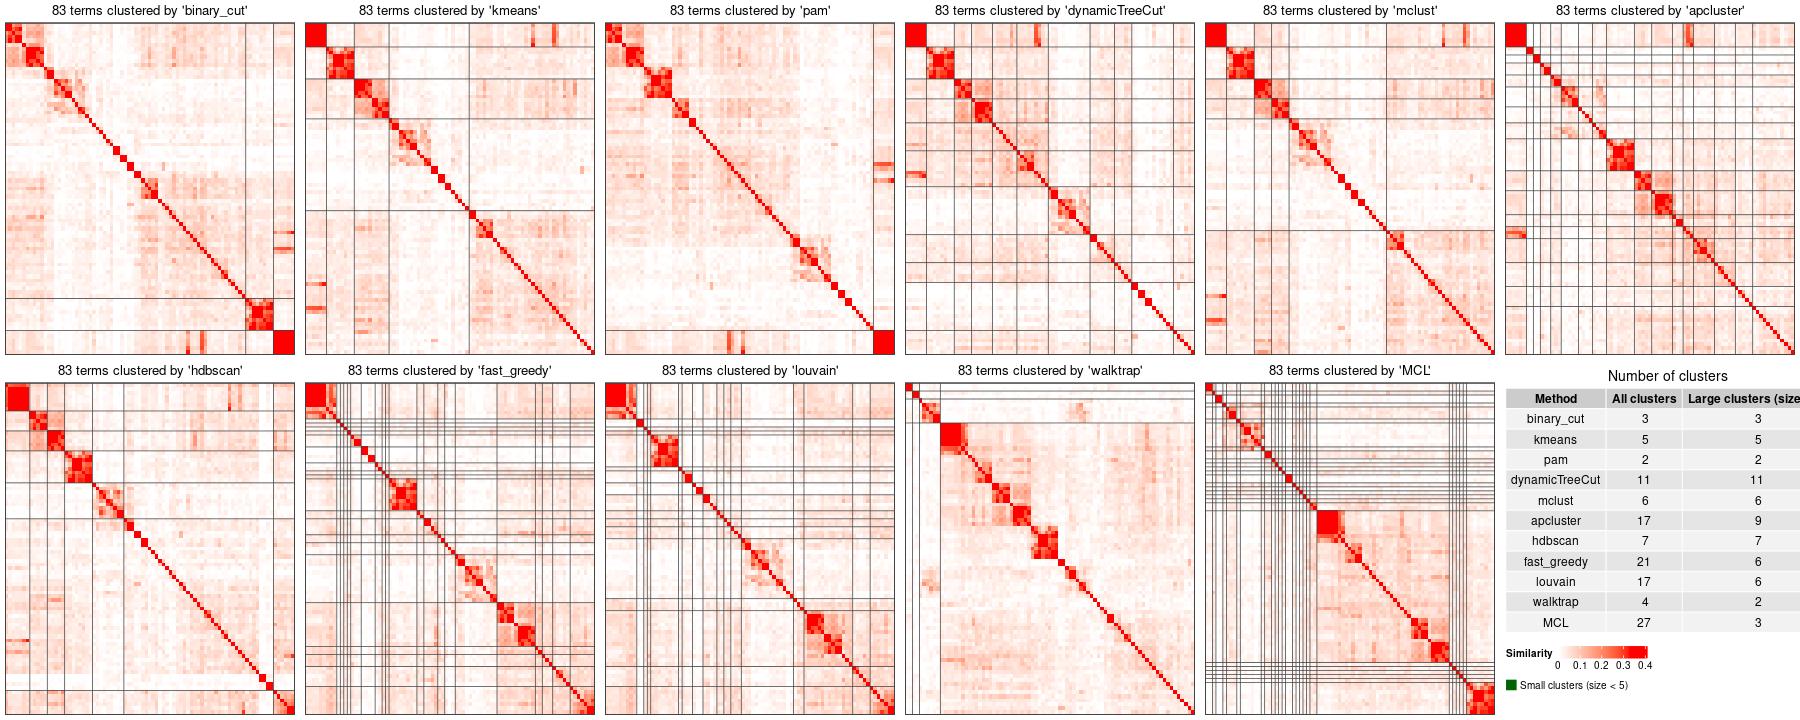 83 terms clustered by 'binary_cut'
83 terms clustered by 'kmeans'
83 terms clustered by 'pam'
83 terms clustered by 'dynamicTreeCut'
83 terms clustered by 'mclust'
83 terms clustered by 'apcluster'
83 terms clustered by 'hdbscan'
83 terms clustered by 'fast_greedy'
83 terms clustered by 'louvain'
83 terms clustered by 'walktrap'
83 terms clustered by 'MCL'
Number of clusters
Method All clusters Large clusters (size
binary_cut 3 3
kmeans 5 5
pam 2 2
dynamicTreeCut 11 11
mclust 6 6
apcluster 17 9
hdbscan 7 7
fast_greedy 21 6
louvain 17 6
walktrap 4 2
MCL 27 3
Similarity
0 0.1 0.2 0.3 0.4
Small clusters (size < 5)